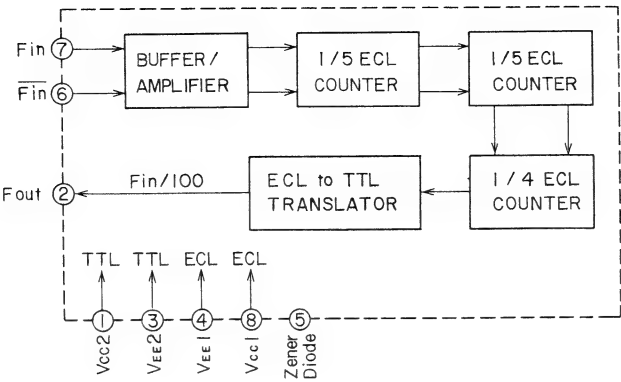 Fin ⑦
BUFFER/
AMPLIFIER
1/5 ECL
COUNTER
1/5 ECL
COUNTER
Fin ⑥
Fout ②
Fin/100
ECL to TTL
TRANSLATOR
1/4 ECL
COUNTER
TTL TTL ECL ECL
① ③ ④ ⑧ ⑤
VCC2
VEE2
VEE1
VCC1
Zener
Diode